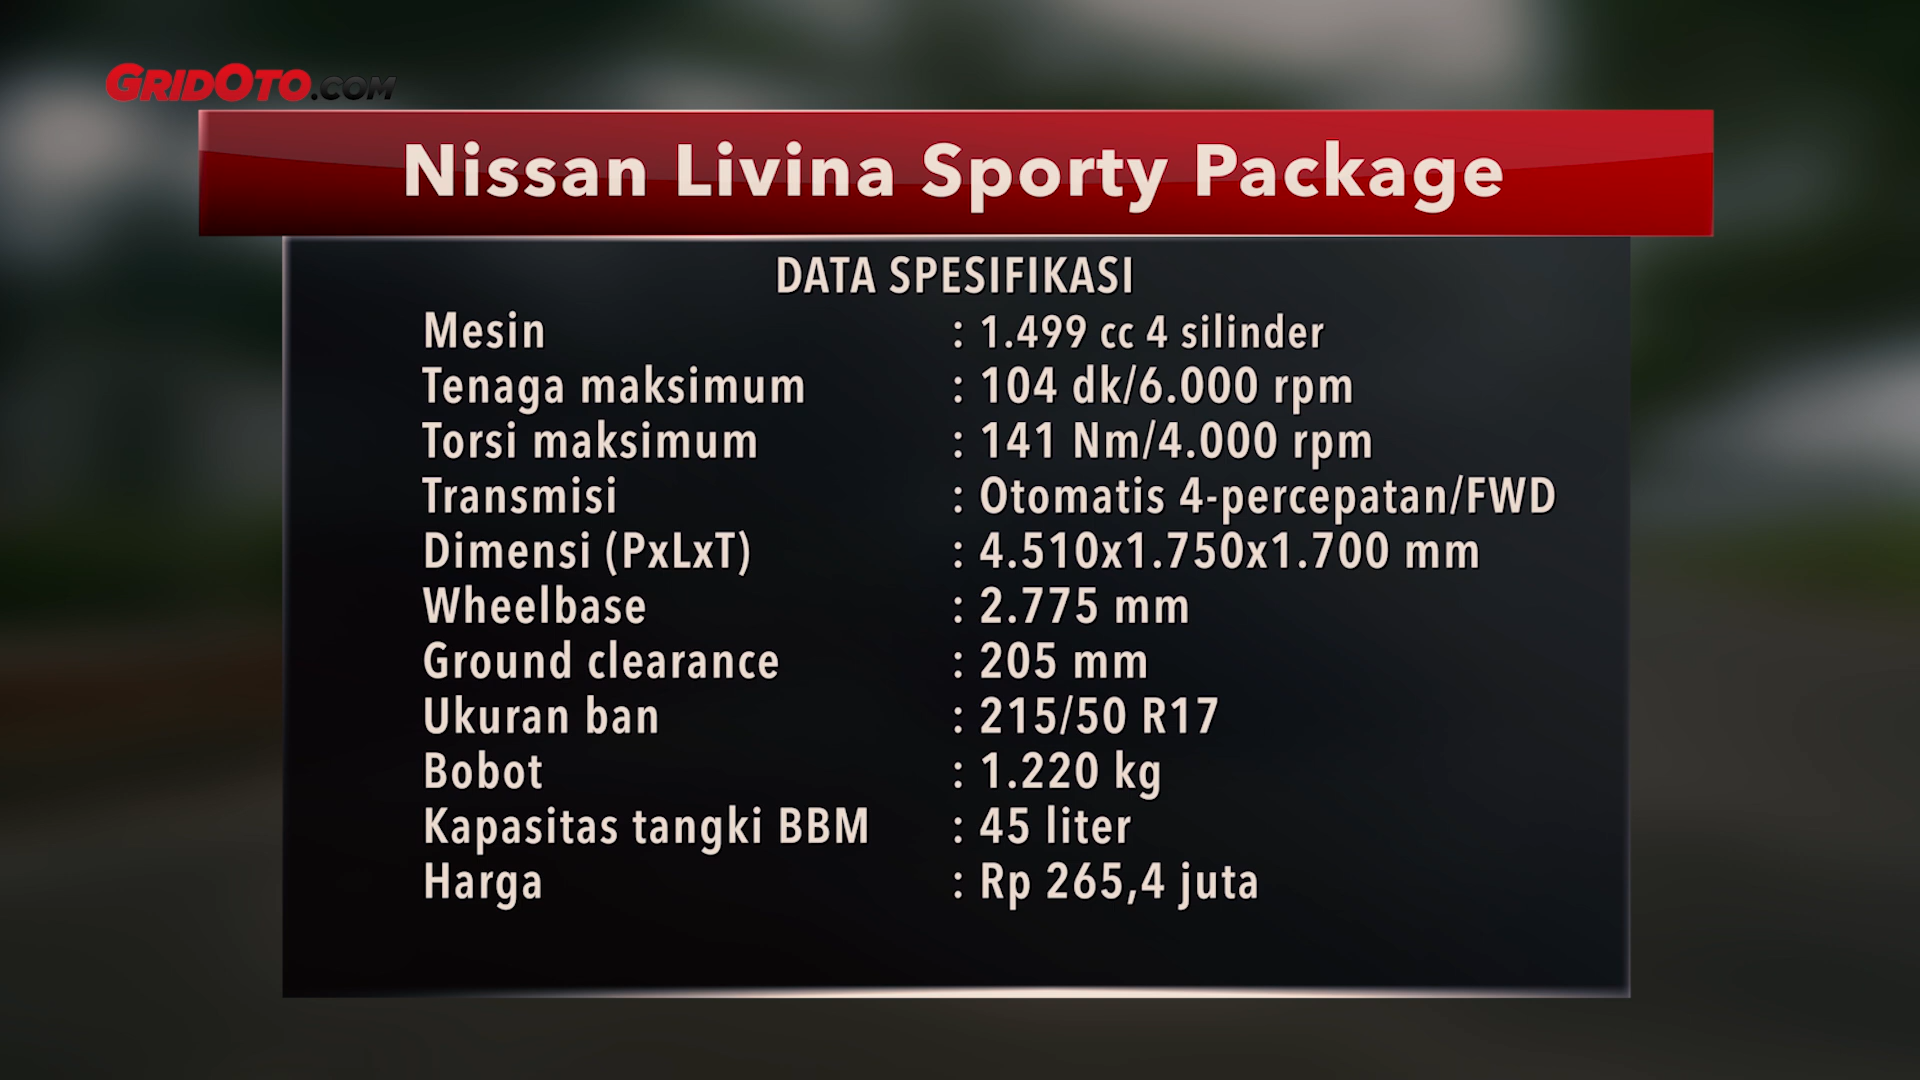 GRIDOTO.COM
Nissan Livina Sporty Package
DATA SPESIFIKASI
Mesin : 1.499 cc 4 silinder
Tenaga maksimum : 104 dk/6.000 rpm
Torsi maksimum : 141 Nm/4.000 rpm
Transmisi : Otomatis 4-percepatan/FWD
Dimensi (PxLxT) : 4.510x1.750x1.700 mm
Wheelbase : 2.775 mm
Ground clearance : 205 mm
Ukuran ban : 215/50 R17
Bobot : 1.220 kg
Kapasitas tangki BBM : 45 liter
Harga : Rp 265,4 juta